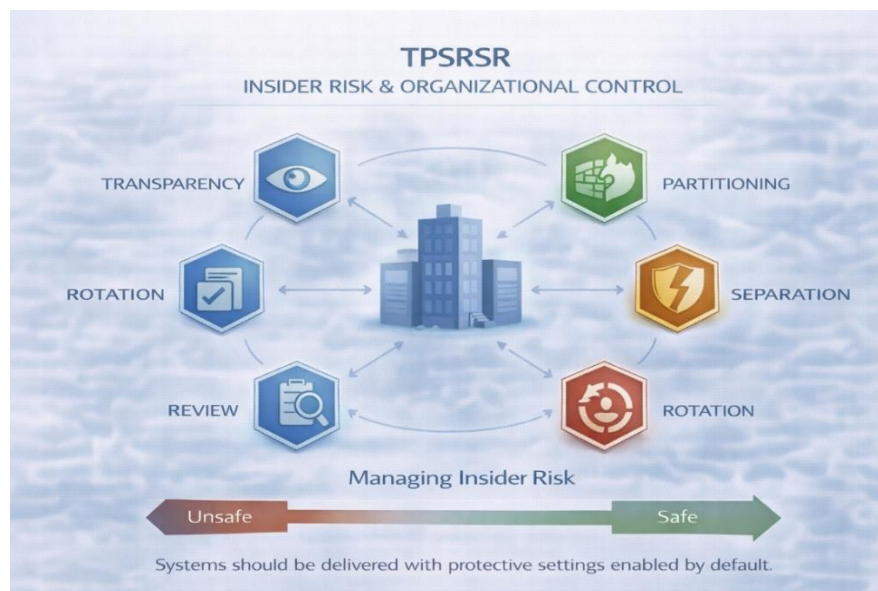 TPSRSR
INSIDER RISK & ORGANIZATIONAL CONTROL
TRANSPARENCY
PARTITIONING
ROTATION
SEPARATION
REVIEW
ROTATION
Managing Insider Risk
Unsafe
Safe
Systems should be delivered with protective settings enabled by default.